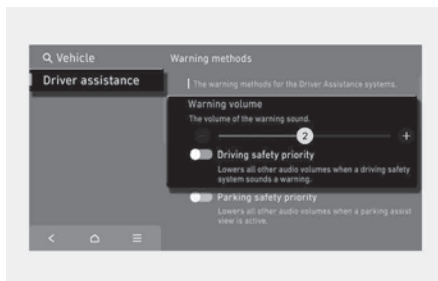 Vehicle
Warning methods
Driver assistance
The warning methods for the Driver Assistance systems.
Warning volume
The volume of the warning sound.
2
Driving safety priority
Lowers all other audio volumes when a driving safety
system sounds a warning.
Parking safety priority
Lowers all other audio volumes when a parking assist
view is active.